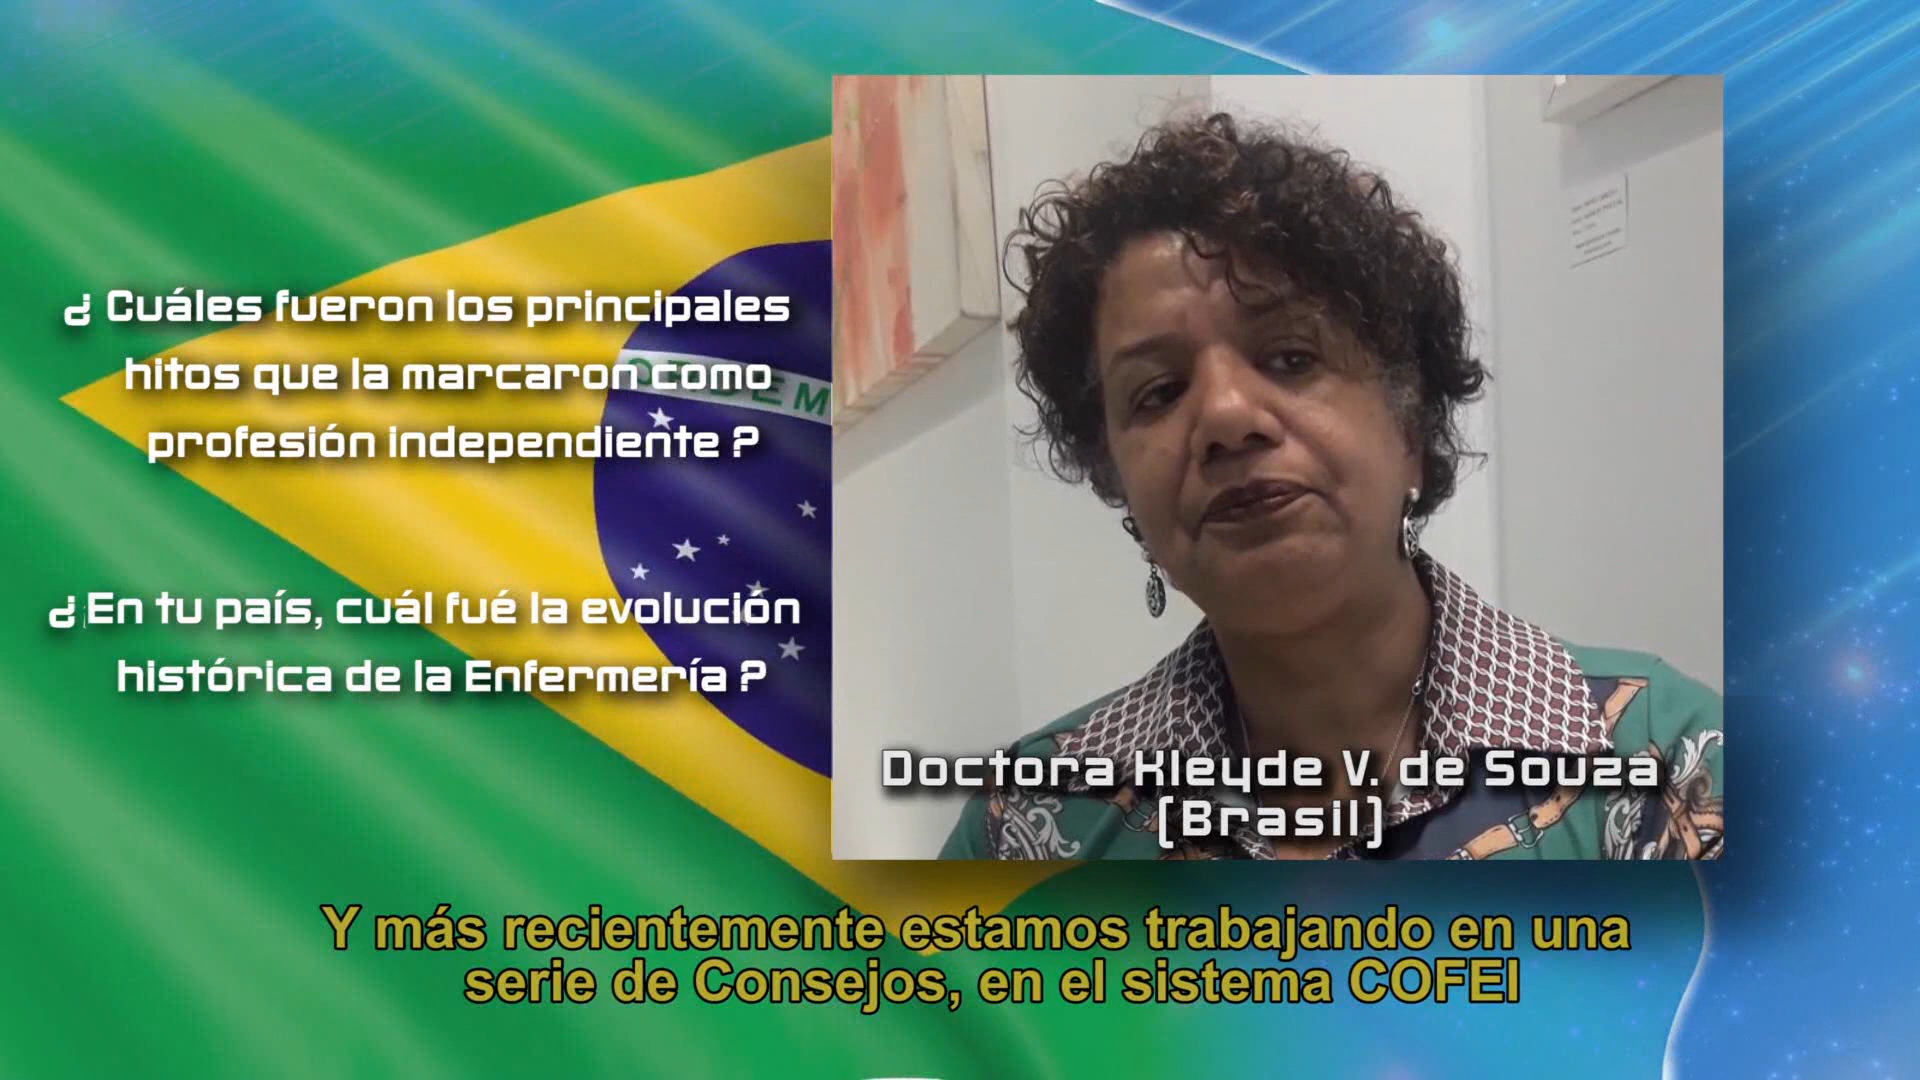 ¿ Cuáles fueron los principales
hitos que la marcaron como
profesión independiente ?
¿ En tu país, cuál fué la evolución
histórica de la Enfermería ?
Doctora Kleyde V. de Souza
(Brasil)
Y más recientemente estamos trabajando en una
serie de Consejos, en el sistema COFEI